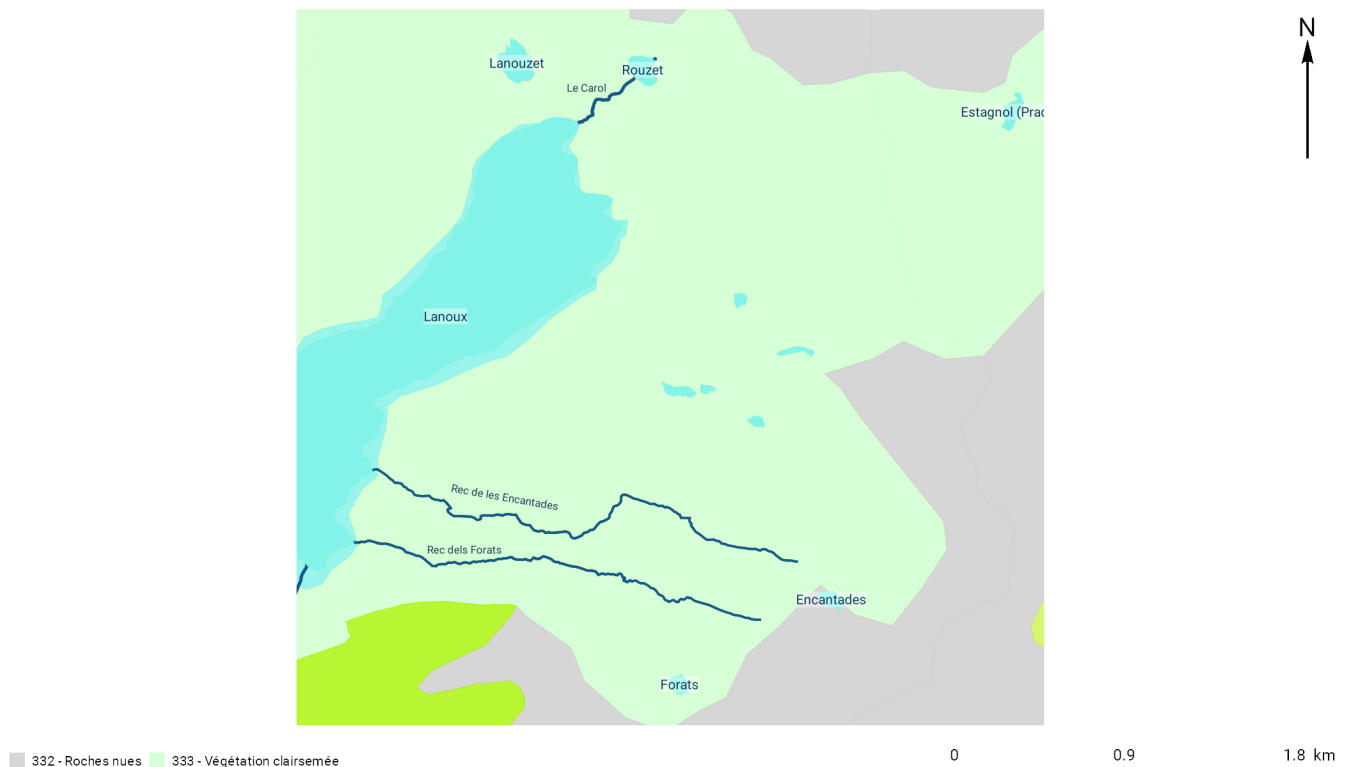 N
Lanouzet
Rouzet
Le Carol
Estagnol (Prac
Lanoux
Rec de les Encantades
Rec dels Forats
Encantades
Forats
332 - Roches nues
333 - Végétation clairsemée
0 0.9 1.8 km